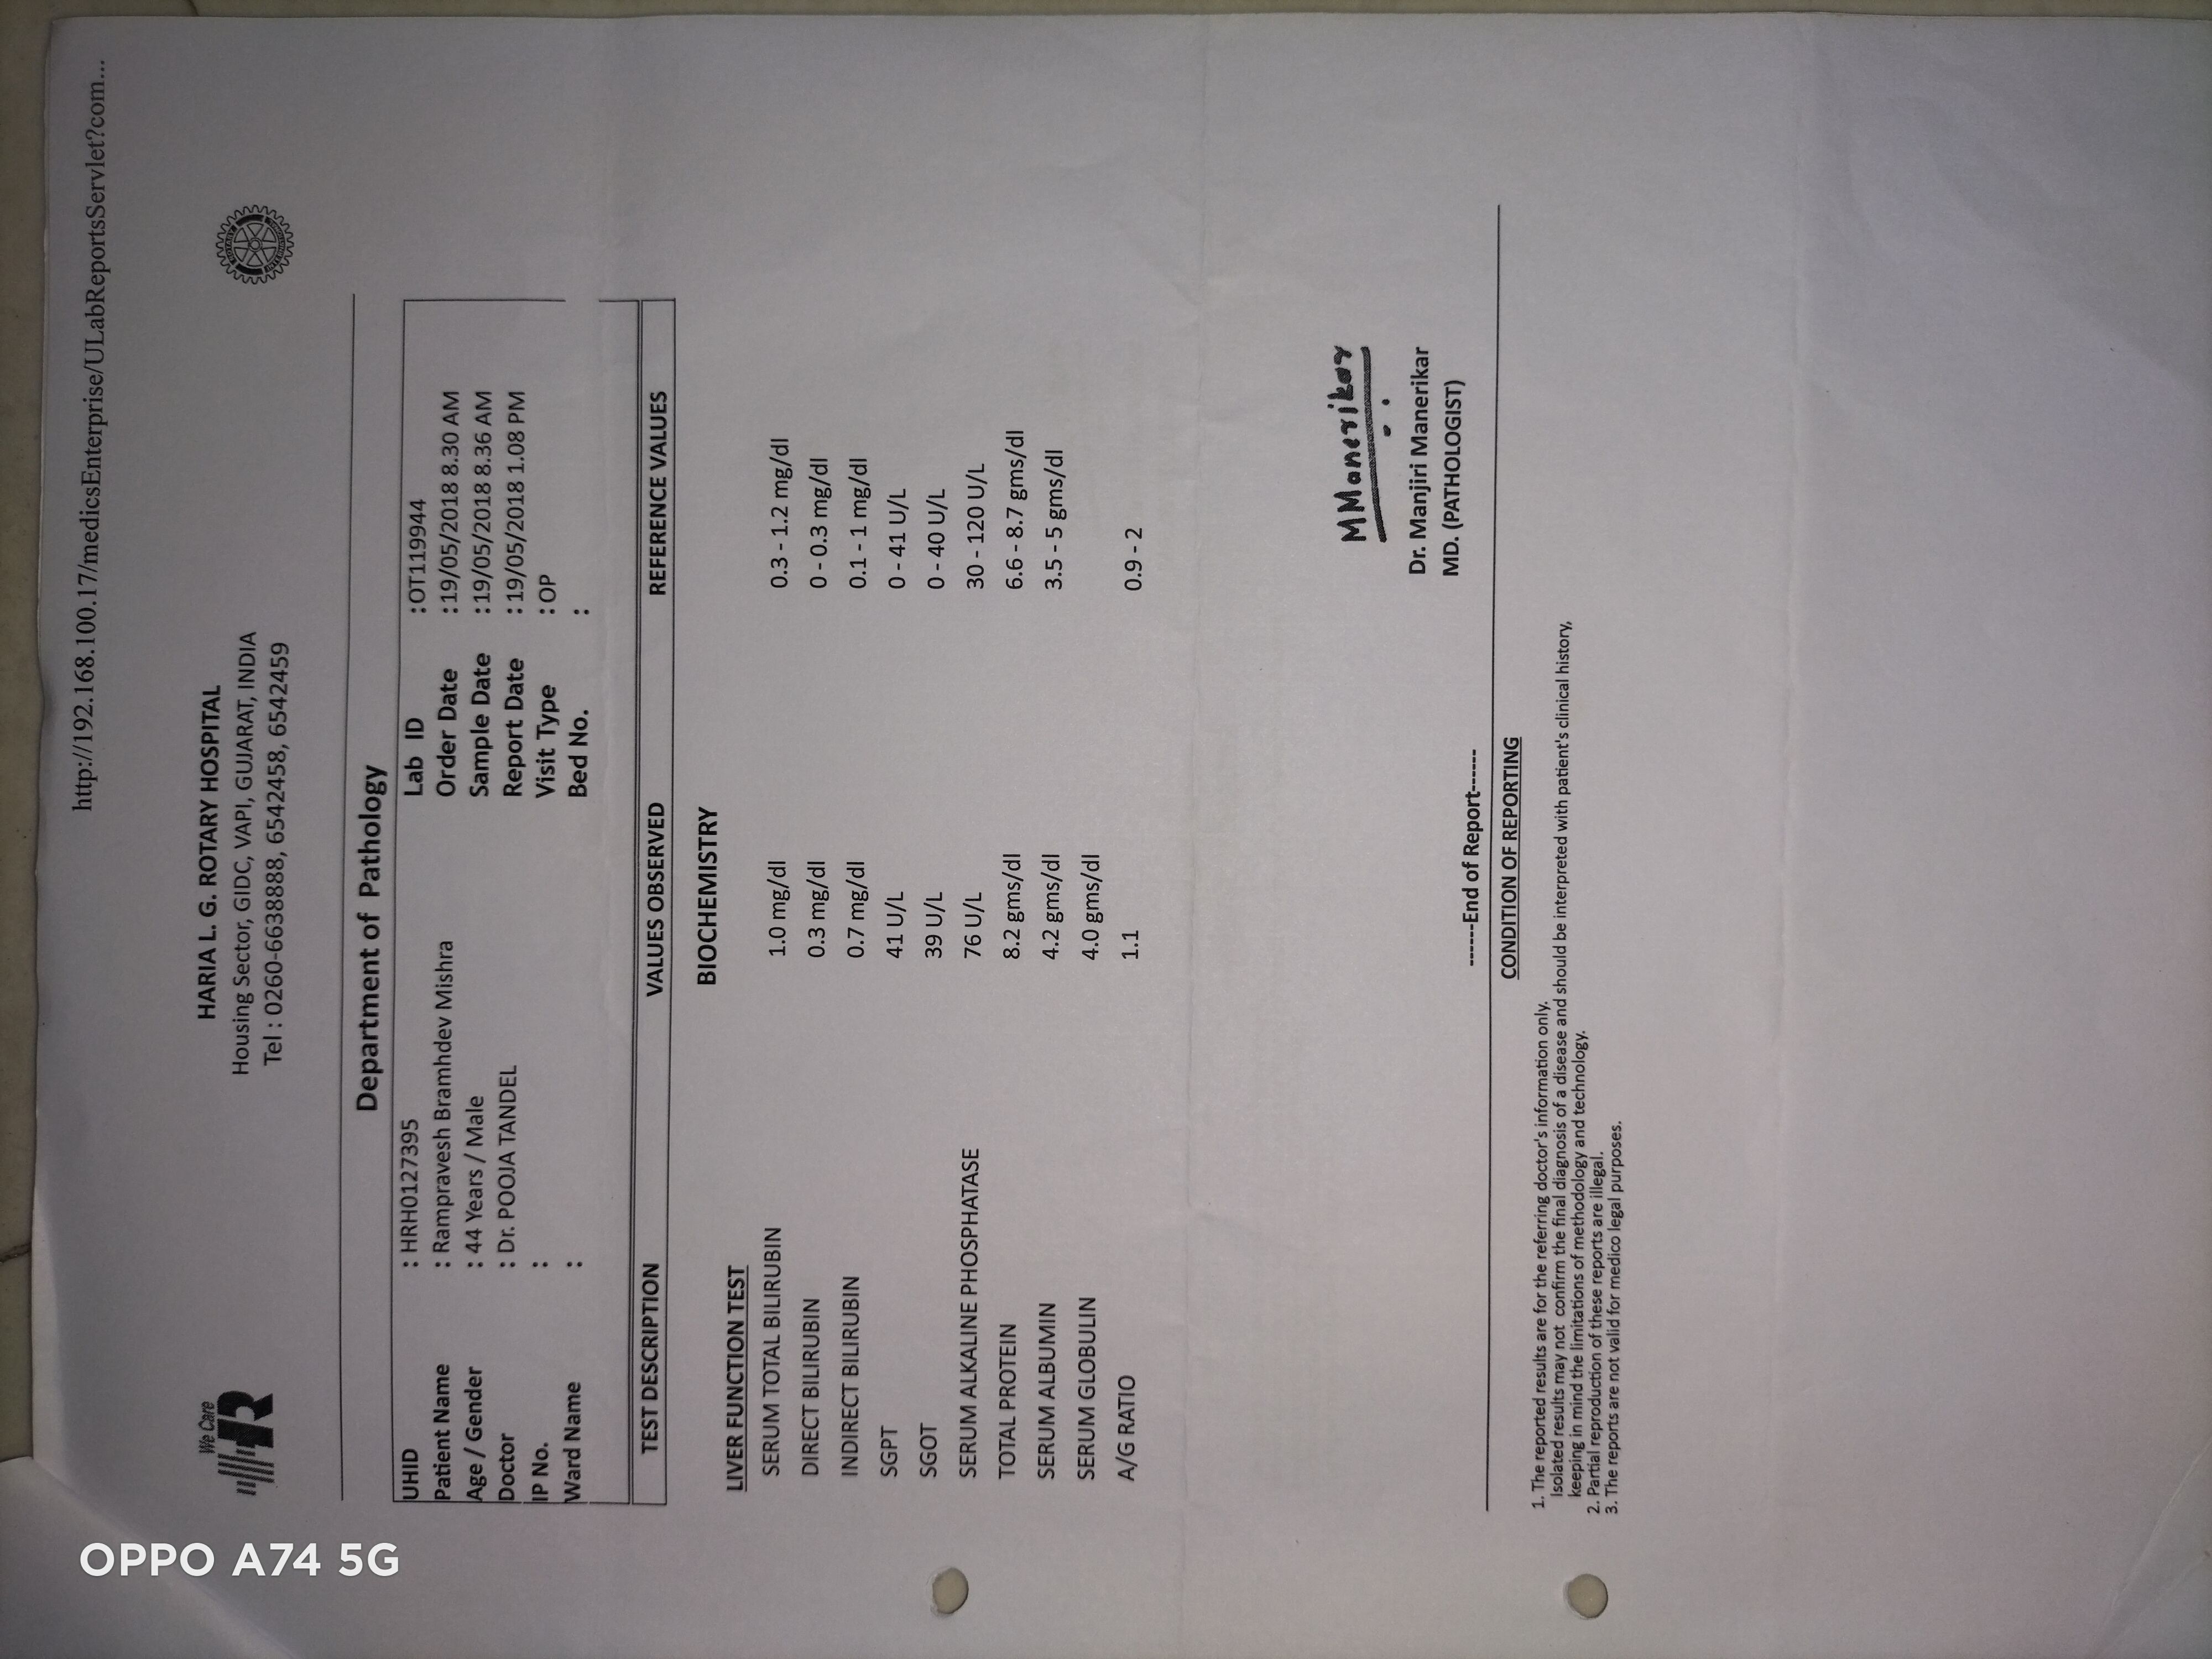 http://192.168.100.17/medicsEnterprise/ULabReportsServlet?com...
We Care
HARIA L. G. ROTARY HOSPITAL
Housing Sector, GIDC, VAPI, GUJARAT, INDIA
Tel : 0260-6638888, 6542458, 6542459
Department of Pathology
UHID : HRH0127395 Lab ID :OT119944
Patient Name : Rampravesh Bramhdev Mishra Order Date :19/05/2018 8.30 AM
Age / Gender : 44 Years / Male Sample Date :19/05/2018 8.36 AM
Doctor : Dr. POOJA TANDEL Report Date :19/05/2018 1.08 PM
IP No. : Visit Type :OP
Ward Name : Bed No. :
TEST DESCRIPTION VALUES OBSERVED REFERENCE VALUES
BIOCHEMISTRY
LIVER FUNCTION TEST
SERUM TOTAL BILIRUBIN 1.0 mg/dl 0.3 - 1.2 mg/dl
DIRECT BILIRUBIN 0.3 mg/dl 0 - 0.3 mg/dl
INDIRECT BILIRUBIN 0.7 mg/dl 0.1 - 1 mg/dl
SGPT 41 U/L 0 - 41 U/L
SGOT 39 U/L 0 - 40 U/L
SERUM ALKALINE PHOSPHATASE 76 U/L 30 - 120 U/L
TOTAL PROTEIN 8.2 gms/dl 6.6 - 8.7 gms/dl
SERUM ALBUMIN 4.2 gms/dl 3.5 - 5 gms/dl
SERUM GLOBULIN 4.0 gms/dl
A/G RATIO 1.1 0.9 - 2
MManerikar
Dr. Manjiri Manerikar
MD. (PATHOLOGIST)
------End of Report------
CONDITION OF REPORTING
1. The reported results are for the referring doctor's information only.
Isolated results may not confirm the final diagnosis of a disease and should be interpreted with patient's clinical history,
keeping in mind the limitations of methodology and technology.
2. Partial reproduction of these reports are illegal.
3. The reports are not valid for medico legal purposes.
OPPO A74 5G